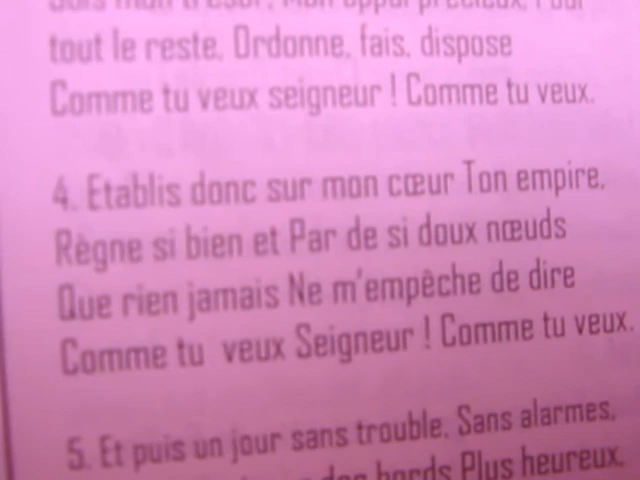 tout le reste. Ordonne, fais, dispose
Comme tu veux seigneur ! Comme tu veux.
4. Etablis donc sur mon cœur Ton empire.
Règne si bien et Par de si doux nœuds
Que rien jamais Ne m'empêche de dire
Comme tu veux Seigneur ! Comme tu veux.
5. Et puis un jour sans trouble. Sans alarmes.
bords Plus heureux.